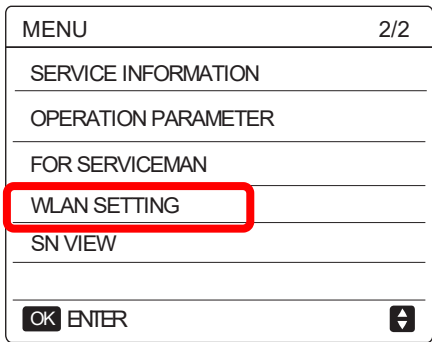 MENU 2/2
SERVICE INFORMATION
OPERATION PARAMETER
FOR SERVICEMAN
WLAN SETTING
SN VIEW
OK ENTER